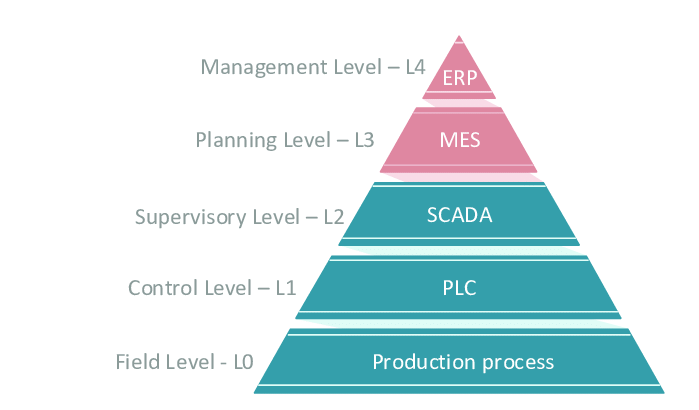 Management Level – L4
ERP
Planning Level – L3
MES
Supervisory Level – L2
SCADA
Control Level – L1
PLC
Field Level - L0
Production process